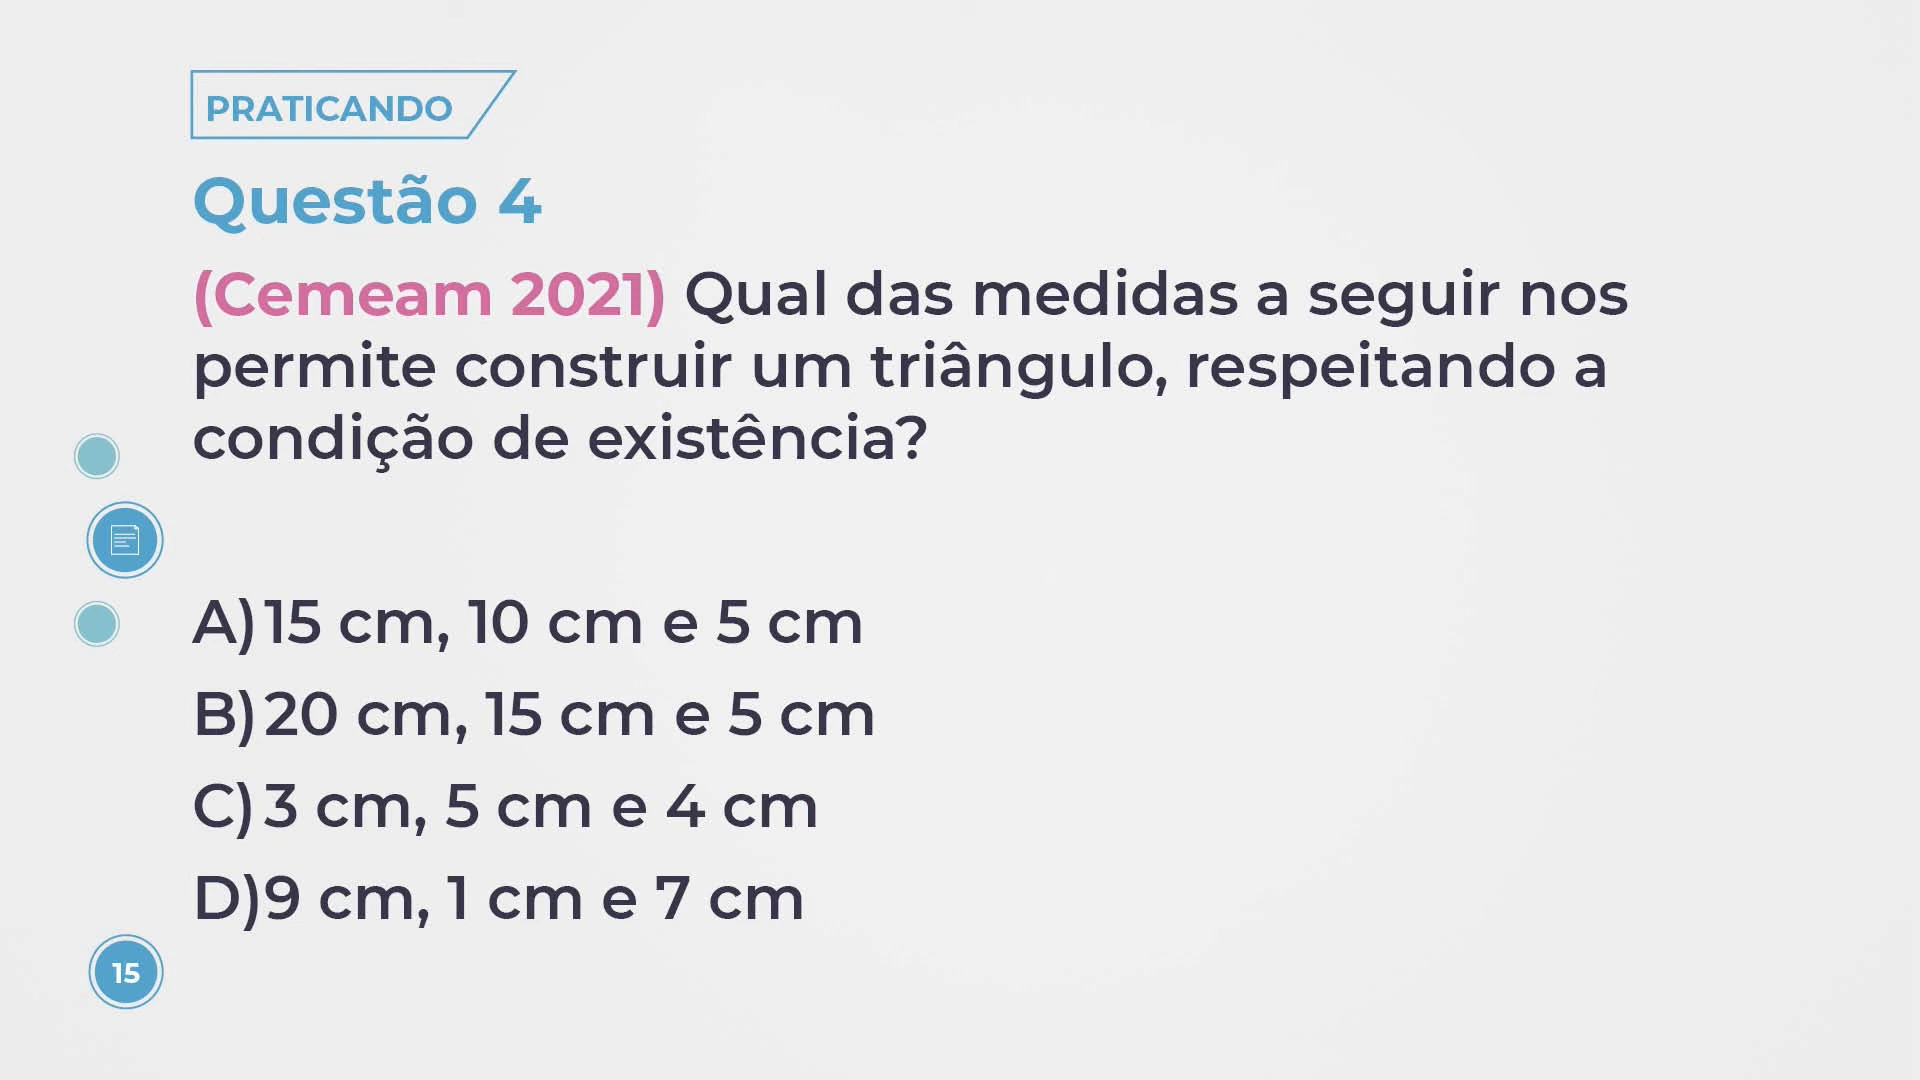 PRATICANDO
Questão 4
(Cemeam 2021) Qual das medidas a seguir nos
permite construir um triângulo, respeitando a
condição de existência?
A) 15 cm, 10 cm e 5 cm
B) 20 cm, 15 cm e 5 cm
C) 3 cm, 5 cm e 4 cm
D) 9 cm, 1 cm e 7 cm
15